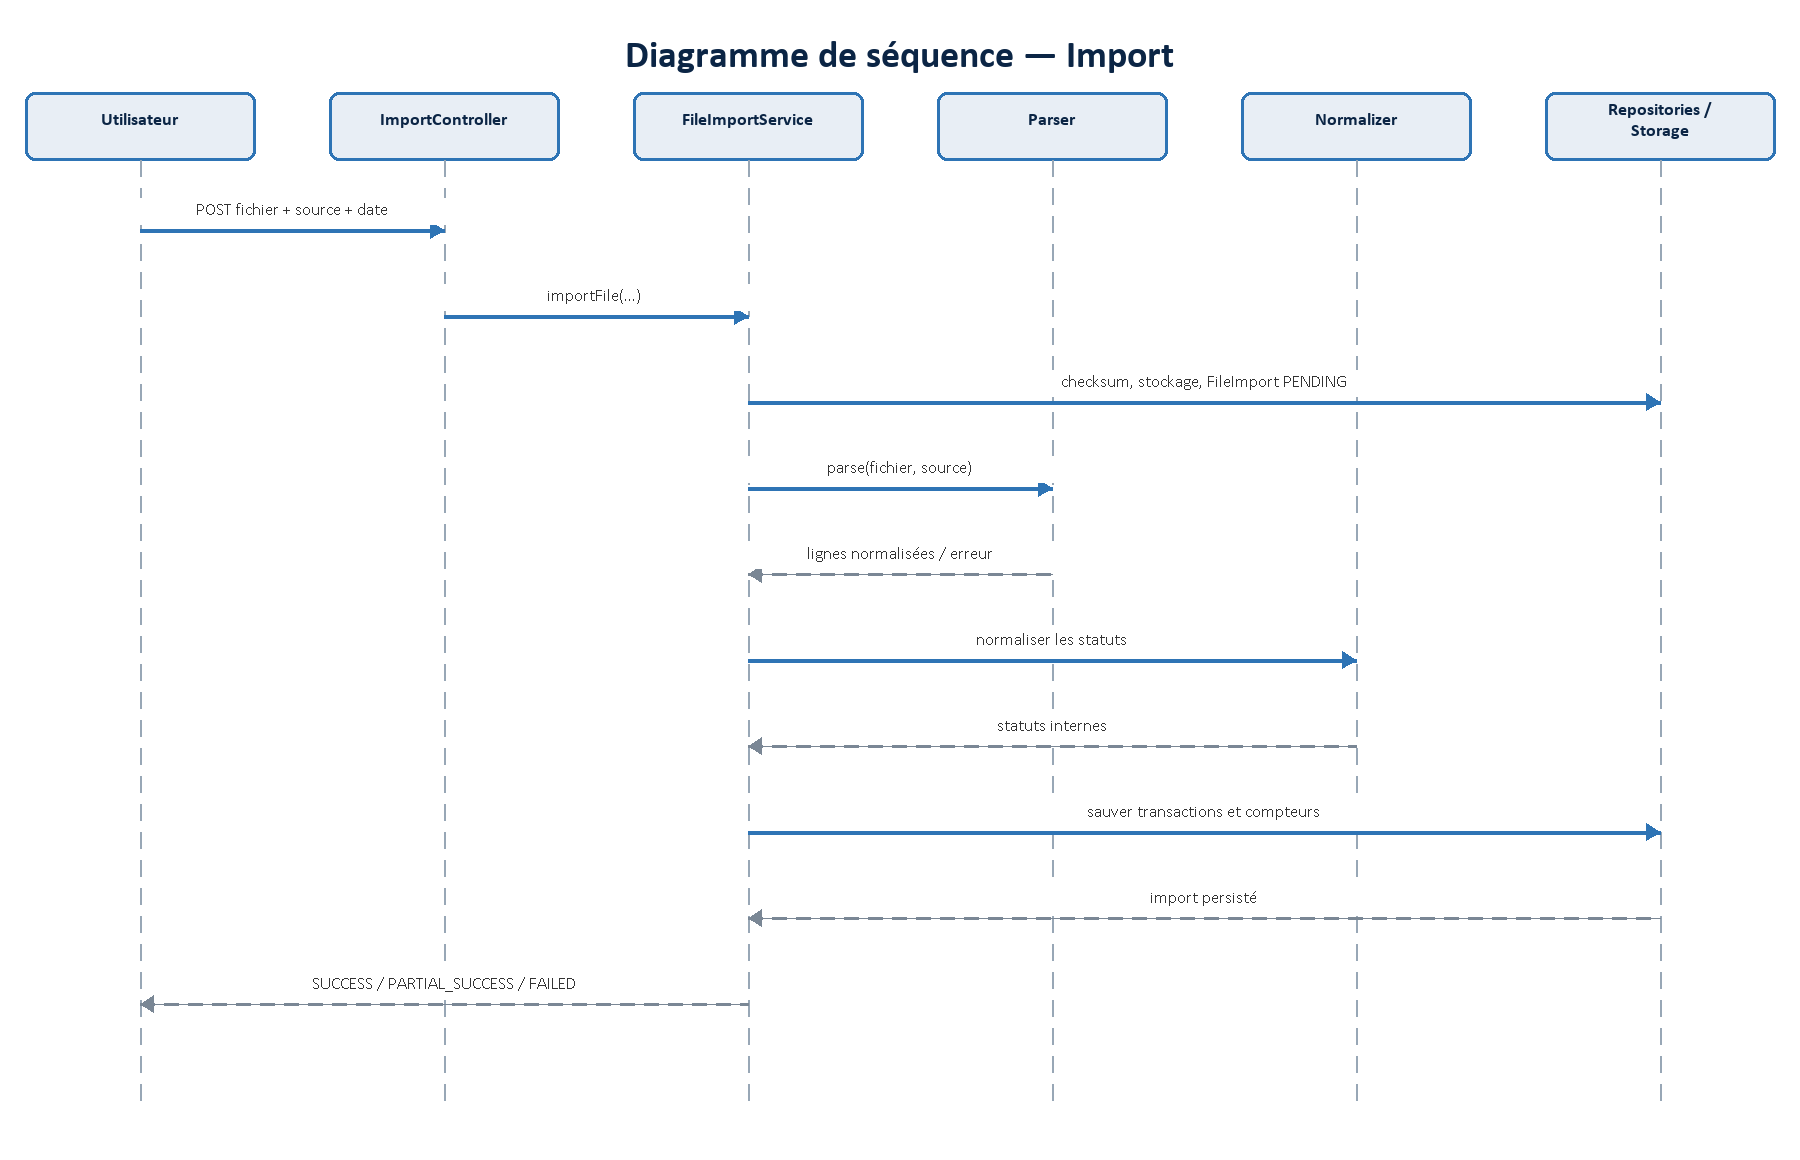 Diagramme de séquence — Import
Utilisateur
ImportController
FileImportService
Parser
Normalizer
Repositories /
Storage
POST fichier + source + date
importFile(...)
checksum, stockage, FileImport PENDING
parse(fichier, source)
lignes normalisées / erreur
normaliser les statuts
statuts internes
sauver transactions et compteurs
import persisté
SUCCESS / PARTIAL_SUCCESS / FAILED